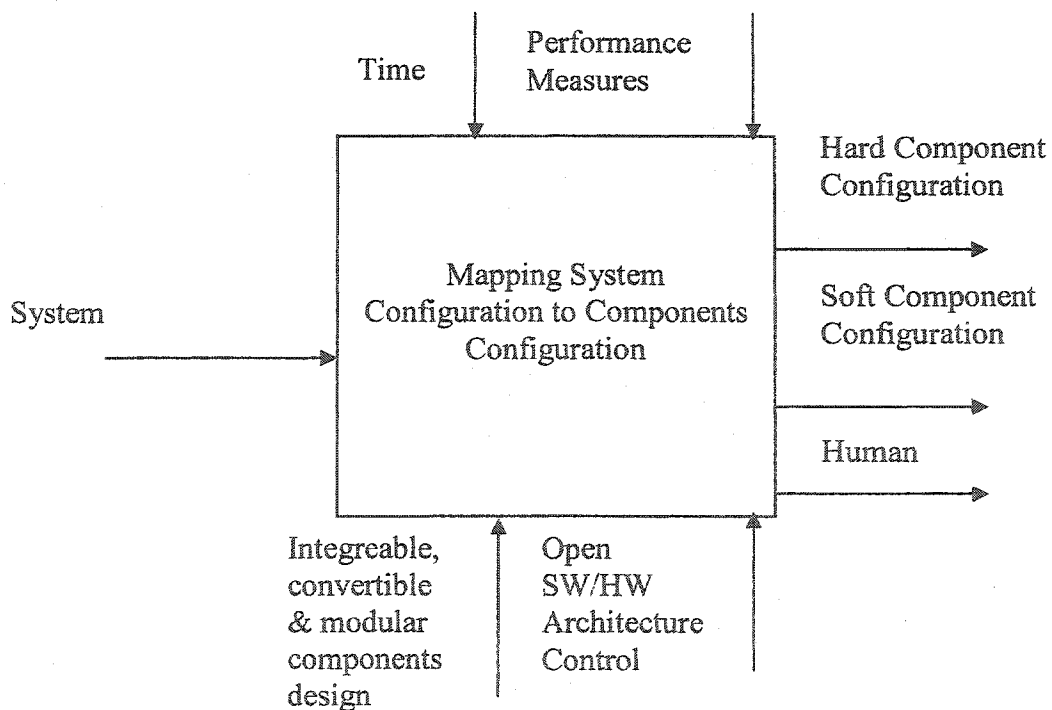 Time
Performance
Measures
Hard Component
Configuration
Mapping System
Configuration to Components
Configuration
System
Soft Component
Configuration
Human
Integreable,
convertible
& modular
components
design
Open
SW/HW
Architecture
Control